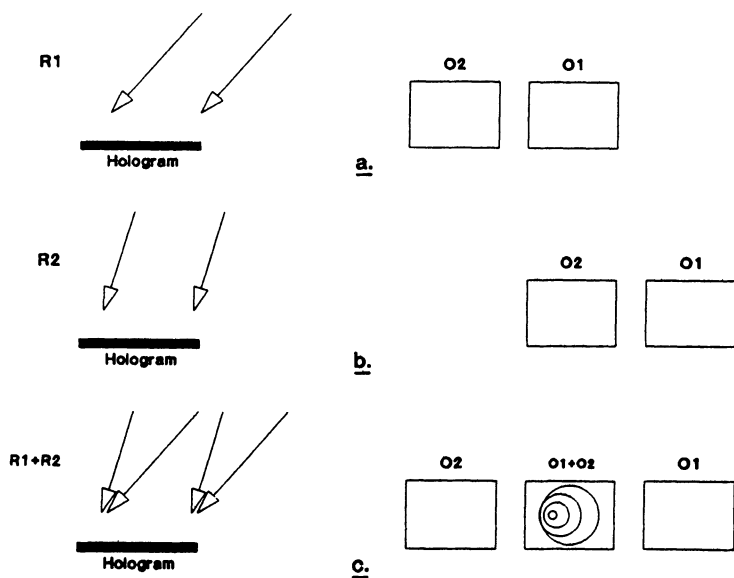 R1
O2 O1
Hologram
a.
R2
O2 O1
Hologram
b.
R1+R2
O2 O1+O2 O1
Hologram
c.